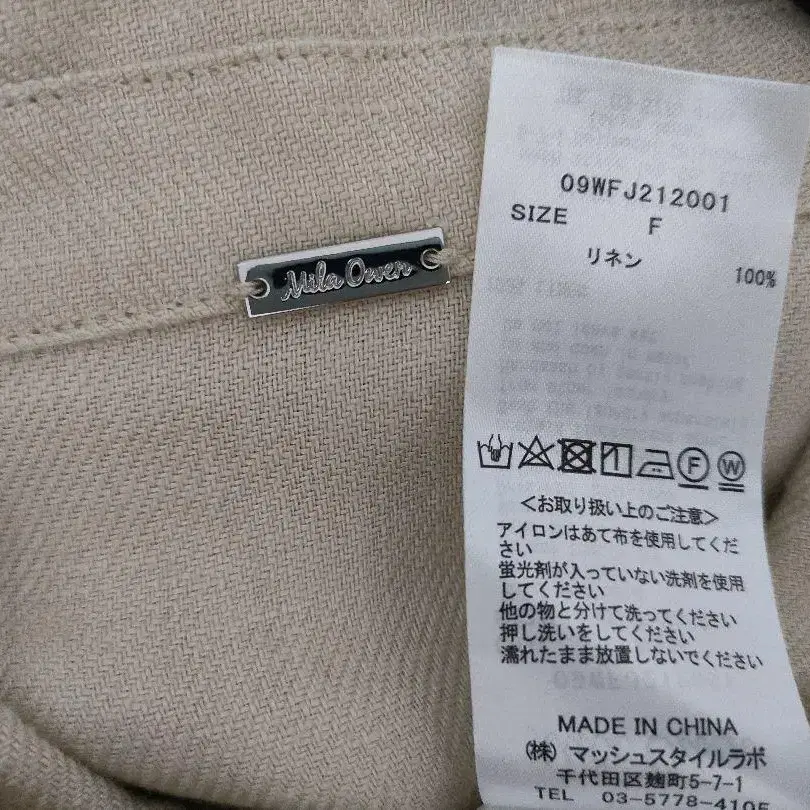 Mila Owen
09WFJ212001
SIZE F
リネン 100%
F W
<お取り扱い上のご注意>
アイロンはあて布を使用してくだ
さい
蛍光剤が入っていない洗剤を使用
してください
他の物と分けて洗ってください
押し洗いをしてください
濡れたまま放置しないでください
MADE IN CHINA
(株) マッシュスタイルラボ
千代田区麹町5-7-1
TEL 03-5778-4105